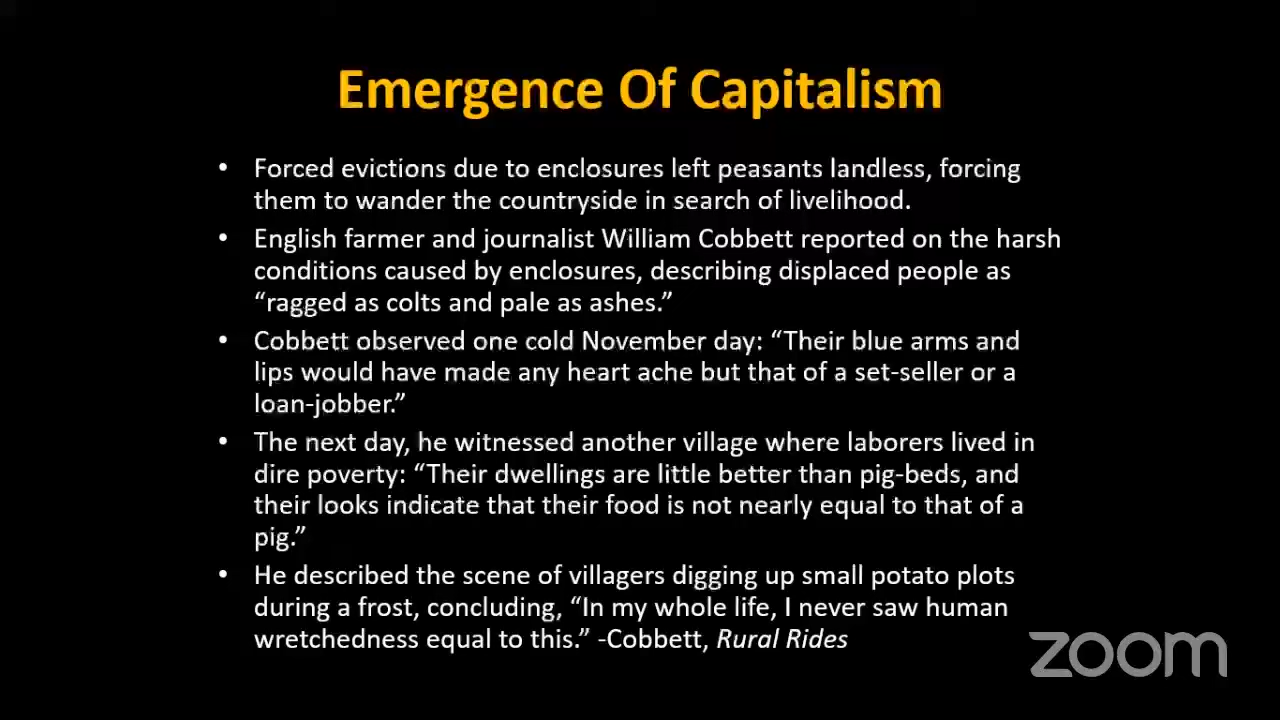 Emergence Of Capitalism
• Forced evictions due to enclosures left peasants landless, forcing
them to wander the countryside in search of livelihood.
• English farmer and journalist William Cobbett reported on the harsh
conditions caused by enclosures, describing displaced people as
“ragged as colts and pale as ashes.”
• Cobbett observed one cold November day: “Their blue arms and
lips would have made any heart ache but that of a set-seller or a
loan-jobber.”
• The next day, he witnessed another village where laborers lived in
dire poverty: “Their dwellings are little better than pig-beds, and
their looks indicate that their food is not nearly equal to that of a
pig.”
• He described the scene of villagers digging up small potato plots
during a frost, concluding, “In my whole life, I never saw human
wretchedness equal to this.” -Cobbett, Rural Rides
zoom